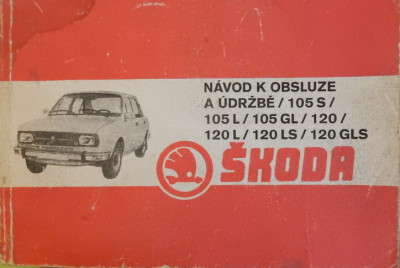 NÁVOD K OBSLUZE
A ÚDRŽBĚ / 105 S /
105 L / 105 GL / 120 /
120 L / 120 LS / 120 GLS
ŠKODA